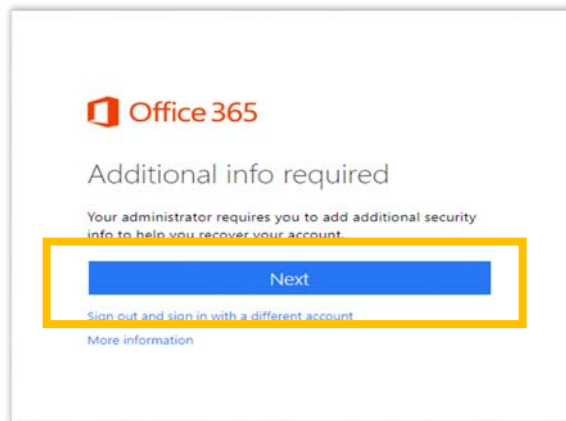 Office 365
Additional info required
Your administrator requires you to add additional security
info to help you recover your account.
Next
Sign out and sign in with a different account
More information